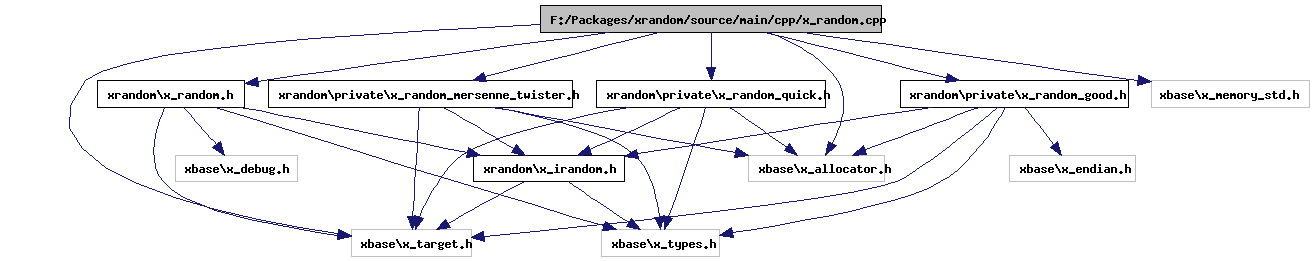 F:/Packages/xrandom/source/main/cpp/x_random.cpp
xrandom\x_random.h
xrandom\private\x_random_mersenne_twister.h
xrandom\private\x_random_quick.h
xrandom\private\x_random_good.h
xbase\x_memory_std.h
xbase\x_debug.h
xrandom\x_irandom.h
xbase\x_allocator.h
xbase\x_endian.h
xbase\x_target.h
xbase\x_types.h